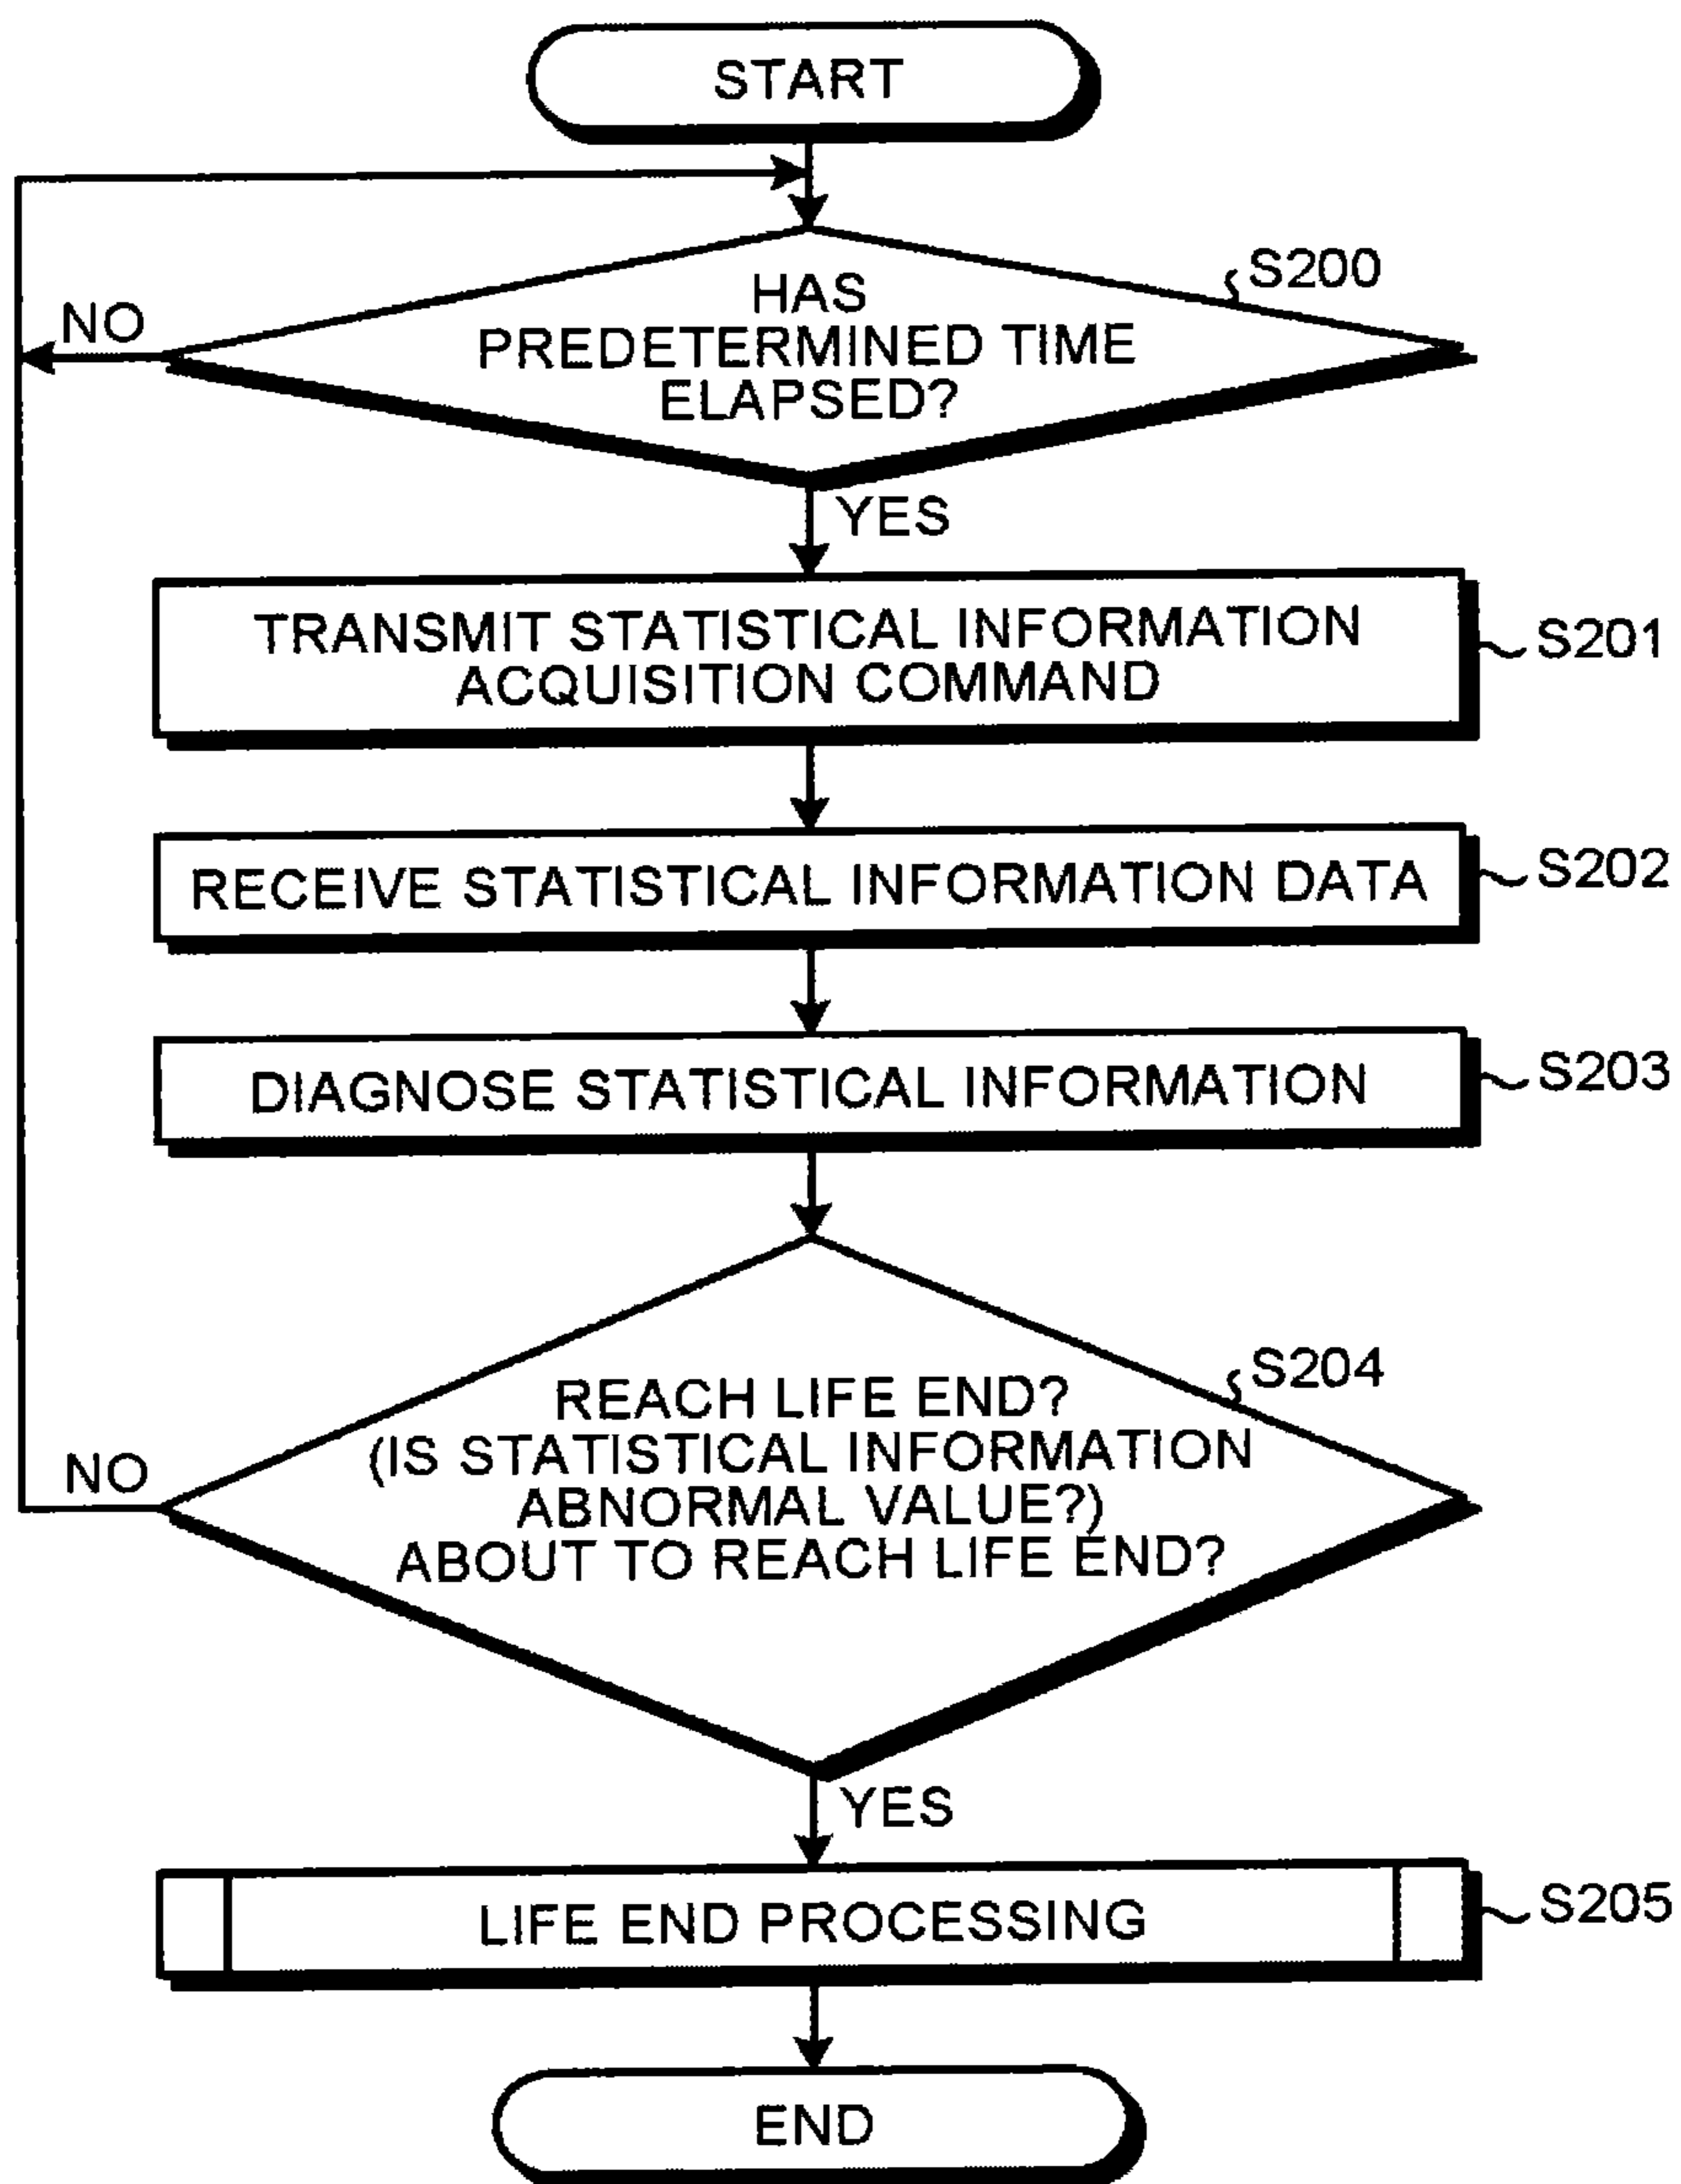 START
S200
HAS
PREDETERMINED TIME
ELAPSED?
NO
YES
TRANSMIT STATISTICAL INFORMATION
ACQUISITION COMMAND
S201
RECEIVE STATISTICAL INFORMATION DATA
S202
DIAGNOSE STATISTICAL INFORMATION
S203
S204
REACH LIFE END?
(IS STATISTICAL INFORMATION
ABNORMAL VALUE?)
ABOUT TO REACH LIFE END?
NO
YES
LIFE END PROCESSING
S205
END